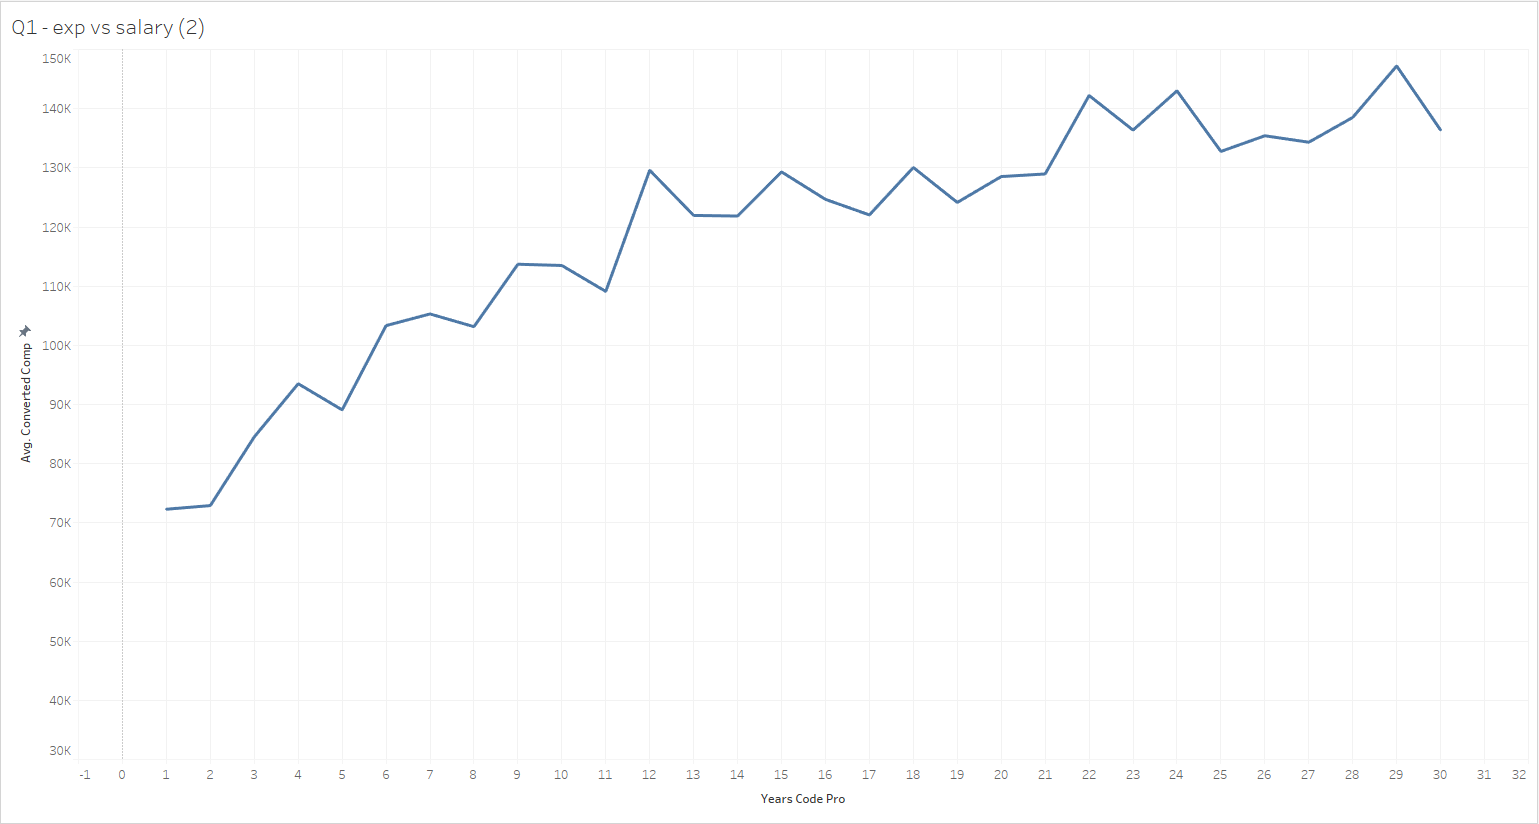 Q1 - exp vs salary (2)
150K
140K
130K
120K
110K
100K
90K
80K
70K
60K
50K
40K
30K
Avg. Converted Comp
-1 0 1 2 3 4 5 6 7 8 9 10 11 12 13 14 15 16 17 18 19 20 21 22 23 24 25 26 27 28 29 30 31 32
Years Code Pro